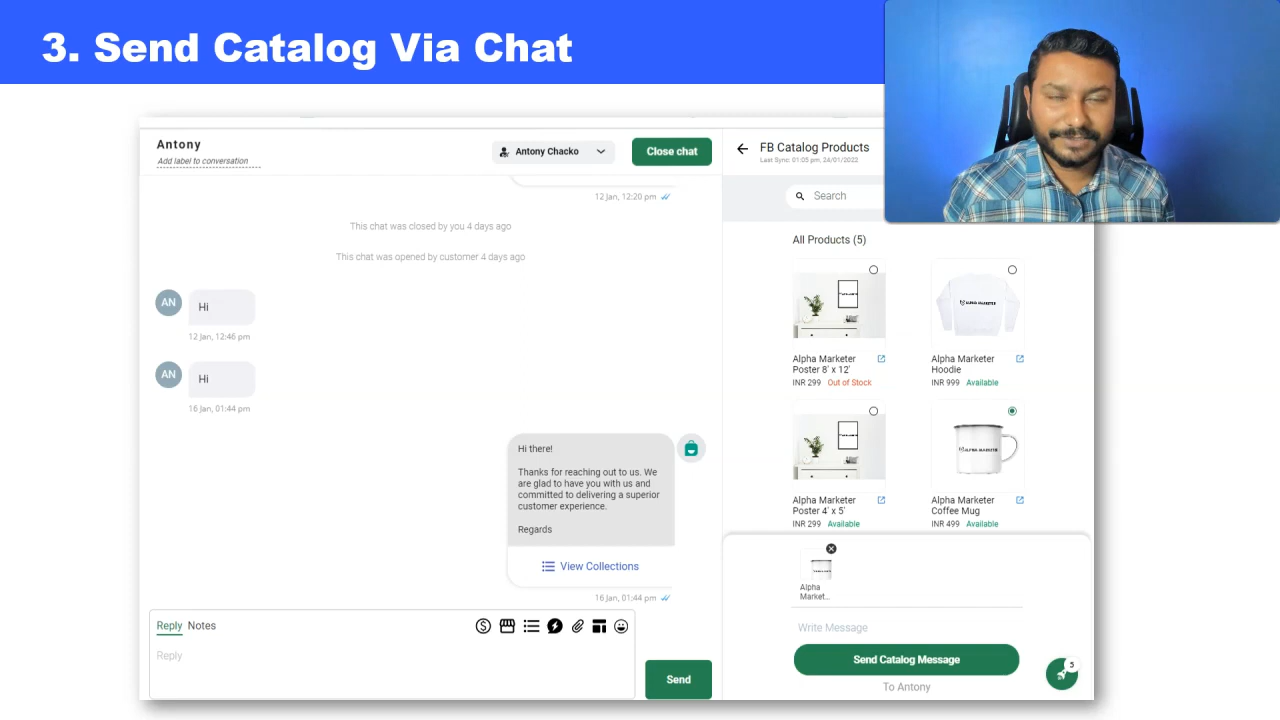 3. Send Catalog Via Chat
Antony
Add label to conversation
Antony Chacko
Close chat
12 Jan, 12:20 pm
This chat was closed by you 4 days ago
This chat was opened by customer 4 days ago
AN
Hi
12 Jan, 12:46 pm
AN
Hi
16 Jan, 01:44 pm
Hi there!
Thanks for reaching out to us. We
are glad to have you with us and
committed to delivering a superior
customer experience.
Regards
View Collections
16 Jan, 01:44 pm
Reply Notes
Reply
Send
FB Catalog Products
Last Sync: 01:05 pm, 24/01/2022
Search
All Products (5)
Alpha Marketer
Poster 8' x 12'
INR 299 Out of Stock
ALPHA MARKETER
Alpha Marketer
Hoodie
INR 999 Available
Alpha Marketer
Poster 4' x 5'
INR 299 Available
ALPHA MARKETER
Alpha Marketer
Coffee Mug
INR 499 Available
Alpha
Market...
Write Message
Send Catalog Message
To Antony
5